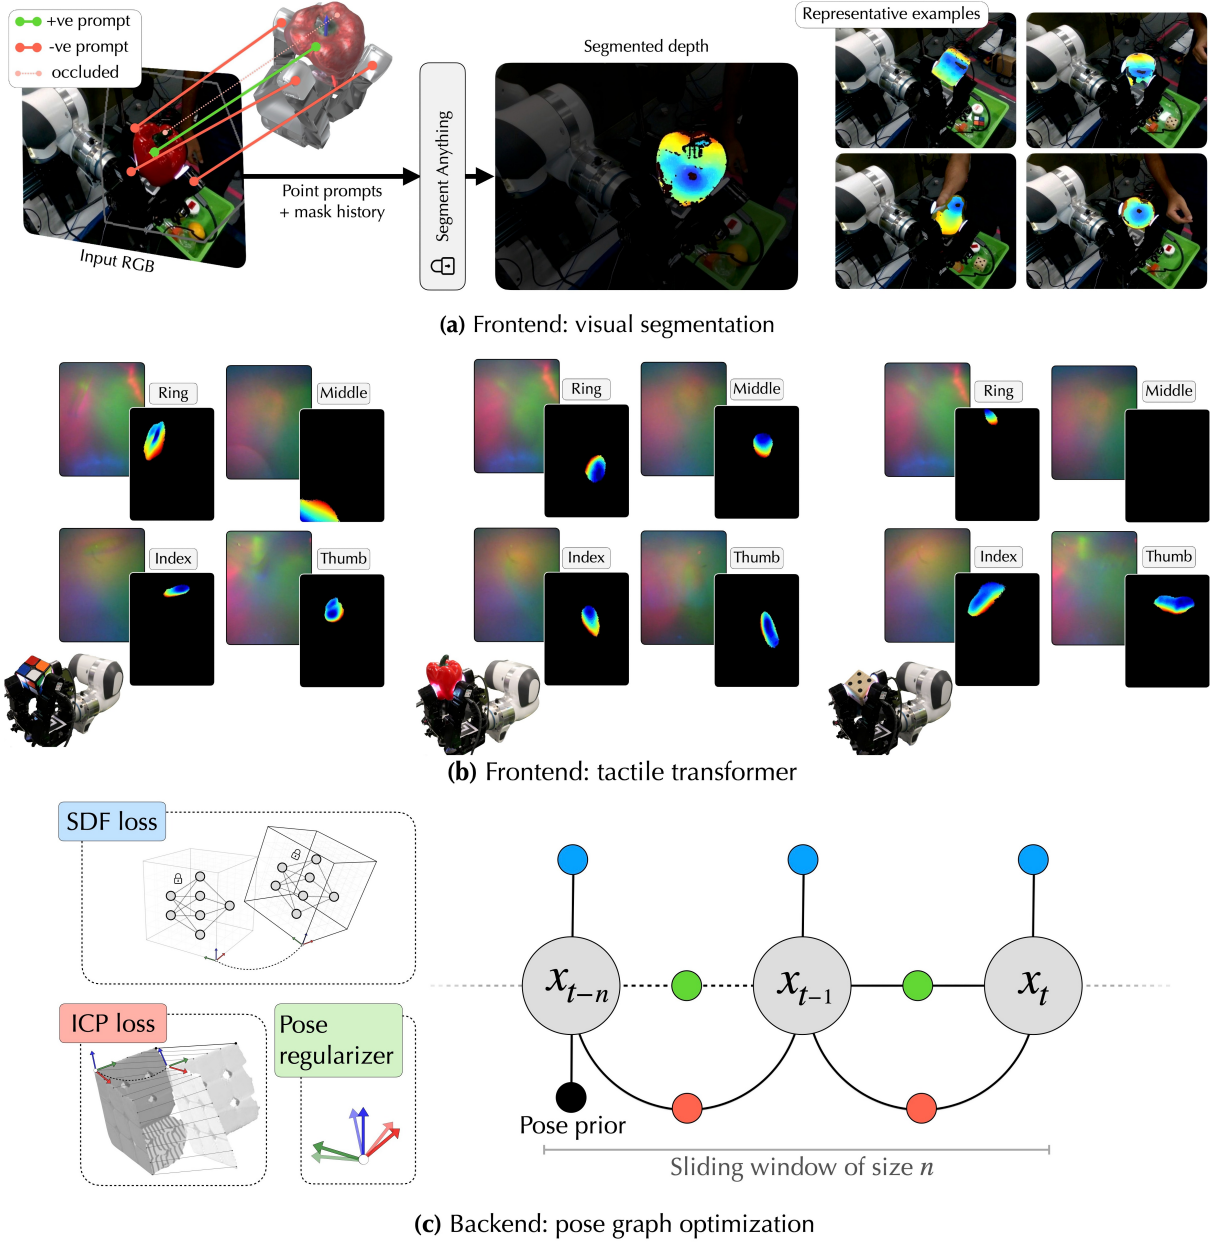 +ve prompt
-ve prompt
occluded
Input RGB
Point prompts
+ mask history
Segment Anything
Segmented depth
Representative examples
(a) Frontend: visual segmentation
Ring
Middle
Index
Thumb
Ring
Middle
Index
Thumb
Ring
Middle
Index
Thumb
(b) Frontend: tactile transformer
SDF loss
ICP loss
Pose
regularizer
x_{t-n}
x_{t-1}
x_t
Pose prior
Sliding window of size n
(c) Backend: pose graph optimization